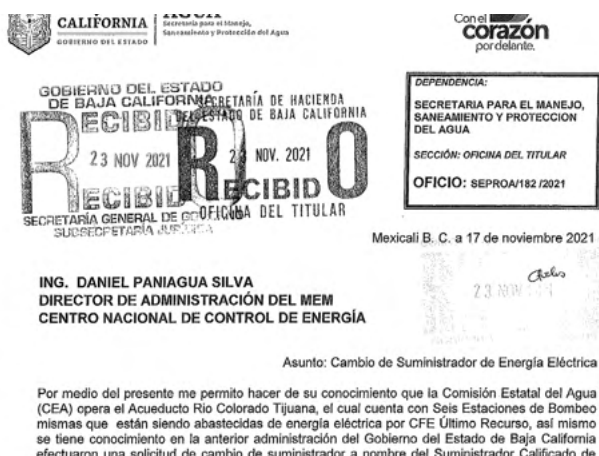 CALIFORNIA
GOBIERNO DEL ESTADO
AGUA
Secretaría para el Manejo,
Saneamiento y Protección del Agua
Con el
corazón
por delante.
GOBIERNO DEL ESTADO
DE BAJA CALIFORNIA
RECIBIDO
23 NOV 2021
RECIBIDO
SECRETARÍA GENERAL DE
SUBSECRETARÍA JURÍDICA
SECRETARÍA DE HACIENDA
DEL ESTADO DE BAJA CALIFORNIA
NOV. 2021
RECIBIDO
OFICINA DEL TITULAR
DEPENDENCIA:
SECRETARIA PARA EL MANEJO,
SANEAMIENTO Y PROTECCION
DEL AGUA
SECCIÓN: OFICINA DEL TITULAR
OFICIO: SEPROA/182 /2021
Mexicali B. C. a 17 de noviembre 2021
23 NOV
ING. DANIEL PANIAGUA SILVA
DIRECTOR DE ADMINISTRACIÓN DEL MEM
CENTRO NACIONAL DE CONTROL DE ENERGÍA
Asunto: Cambio de Suministrador de Energía Eléctrica
Por medio del presente me permito hacer de su conocimiento que la Comisión Estatal del Agua
(CEA) opera el Acueducto Rio Colorado Tijuana, el cual cuenta con Seis Estaciones de Bombeo
mismas que están siendo abastecidas de energía eléctrica por CFE Último Recurso, así mismo
se tiene conocimiento en la anterior administración del Gobierno del Estado de Baja California
efectuaron una solicitud de cambio de suministrador a nombre del Suministrador Calificado de